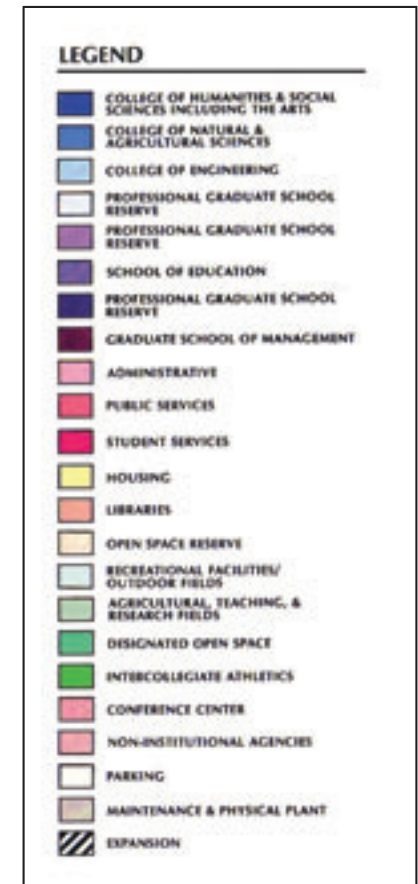 LEGEND
COLLEGE OF HUMANITIES & SOCIAL
SCIENCES INCLUDING THE ARTS
COLLEGE OF NATURAL &
AGRICULTURAL SCIENCES
COLLEGE OF ENGINEERING
PROFESSIONAL GRADUATE SCHOOL
RESERVE
PROFESSIONAL GRADUATE SCHOOL
RESERVE
SCHOOL OF EDUCATION
PROFESSIONAL GRADUATE SCHOOL
RESERVE
GRADUATE SCHOOL OF MANAGEMENT
ADMINISTRATIVE
PUBLIC SERVICES
STUDENT SERVICES
HOUSING
LIBRARIES
OPEN SPACE RESERVE
RECREATIONAL FACILITIES/
OUTDOOR FIELDS
AGRICULTURAL, TEACHING, &
RESEARCH FIELDS
DESIGNATED OPEN SPACE
INTERCOLLEGIATE ATHLETICS
CONFERENCE CENTER
NON-INSTITUTIONAL AGENCIES
PARKING
MAINTENANCE & PHYSICAL PLANT
EXPANSION